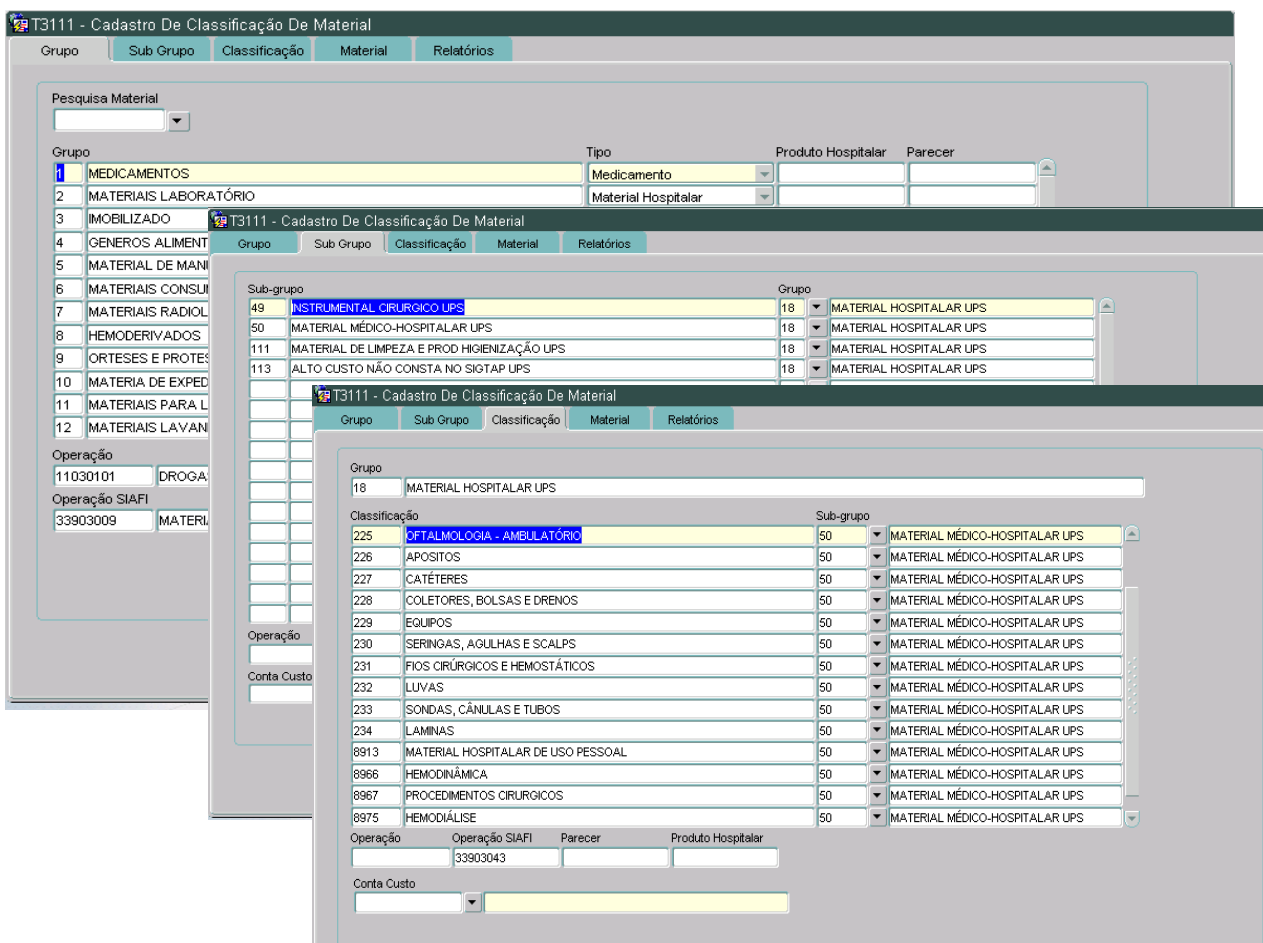 T3111 - Cadastro De Classificação De Material
Grupo Sub Grupo Classificação Material Relatórios
Pesquisa Material
Grupo Tipo Produto Hospitalar Parecer
1 MEDICAMENTOS Medicamento
2 MATERIAIS LABORATÓRIO Material Hospitalar
3 IMOBILIZADO
4 GENEROS ALIMENT
5 MATERIAL DE MAN
6 MATERIAIS CONSU
7 MATERIAIS RADIOL
8 HEMODERIVADOS
9 ORTESES E PROTES
10 MATERIA DE EXPED
11 MATERIAIS PARA L
12 MATERIAIS LAVAN
Operação
11030101 DROGA
Operação SIAFI
33903009 MATERI
T3111 - Cadastro De Classificação De Material
Grupo Sub Grupo Classificação Material Relatórios
Sub-grupo Grupo
49 INSTRUMENTAL CIRURGICO UPS 18 MATERIAL HOSPITALAR UPS
50 MATERIAL MÉDICO-HOSPITALAR UPS 18 MATERIAL HOSPITALAR UPS
111 MATERIAL DE LIMPEZA E PROD HIGIENIZAÇÃO UPS 18 MATERIAL HOSPITALAR UPS
113 ALTO CUSTO NÃO CONSTA NO SIGTAP UPS 18 MATERIAL HOSPITALAR UPS
Operação
Conta Custo
T3111 - Cadastro De Classificação De Material
Grupo Sub Grupo Classificação Material Relatórios
Grupo
18 MATERIAL HOSPITALAR UPS
Classificação Sub-grupo
225 OFTALMOLOGIA - AMBULATÓRIO 50 MATERIAL MÉDICO-HOSPITALAR UPS
226 APOSITOS 50 MATERIAL MÉDICO-HOSPITALAR UPS
227 CATÉTERES 50 MATERIAL MÉDICO-HOSPITALAR UPS
228 COLETORES, BOLSAS E DRENOS 50 MATERIAL MÉDICO-HOSPITALAR UPS
229 EQUIPOS 50 MATERIAL MÉDICO-HOSPITALAR UPS
230 SERINGAS, AGULHAS E SCALPS 50 MATERIAL MÉDICO-HOSPITALAR UPS
231 FIOS CIRÚRGICOS E HEMOSTÁTICOS 50 MATERIAL MÉDICO-HOSPITALAR UPS
232 LUVAS 50 MATERIAL MÉDICO-HOSPITALAR UPS
233 SONDAS, CÂNULAS E TUBOS 50 MATERIAL MÉDICO-HOSPITALAR UPS
234 LAMINAS 50 MATERIAL MÉDICO-HOSPITALAR UPS
8913 MATERIAL HOSPITALAR DE USO PESSOAL 50 MATERIAL MÉDICO-HOSPITALAR UPS
8966 HEMODINÂMICA 50 MATERIAL MÉDICO-HOSPITALAR UPS
8967 PROCEDIMENTOS CIRURGICOS 50 MATERIAL MÉDICO-HOSPITALAR UPS
8975 HEMODIÁLISE 50 MATERIAL MÉDICO-HOSPITALAR UPS
Operação Operação SIAFI Parecer Produto Hospitalar
33903043
Conta Custo